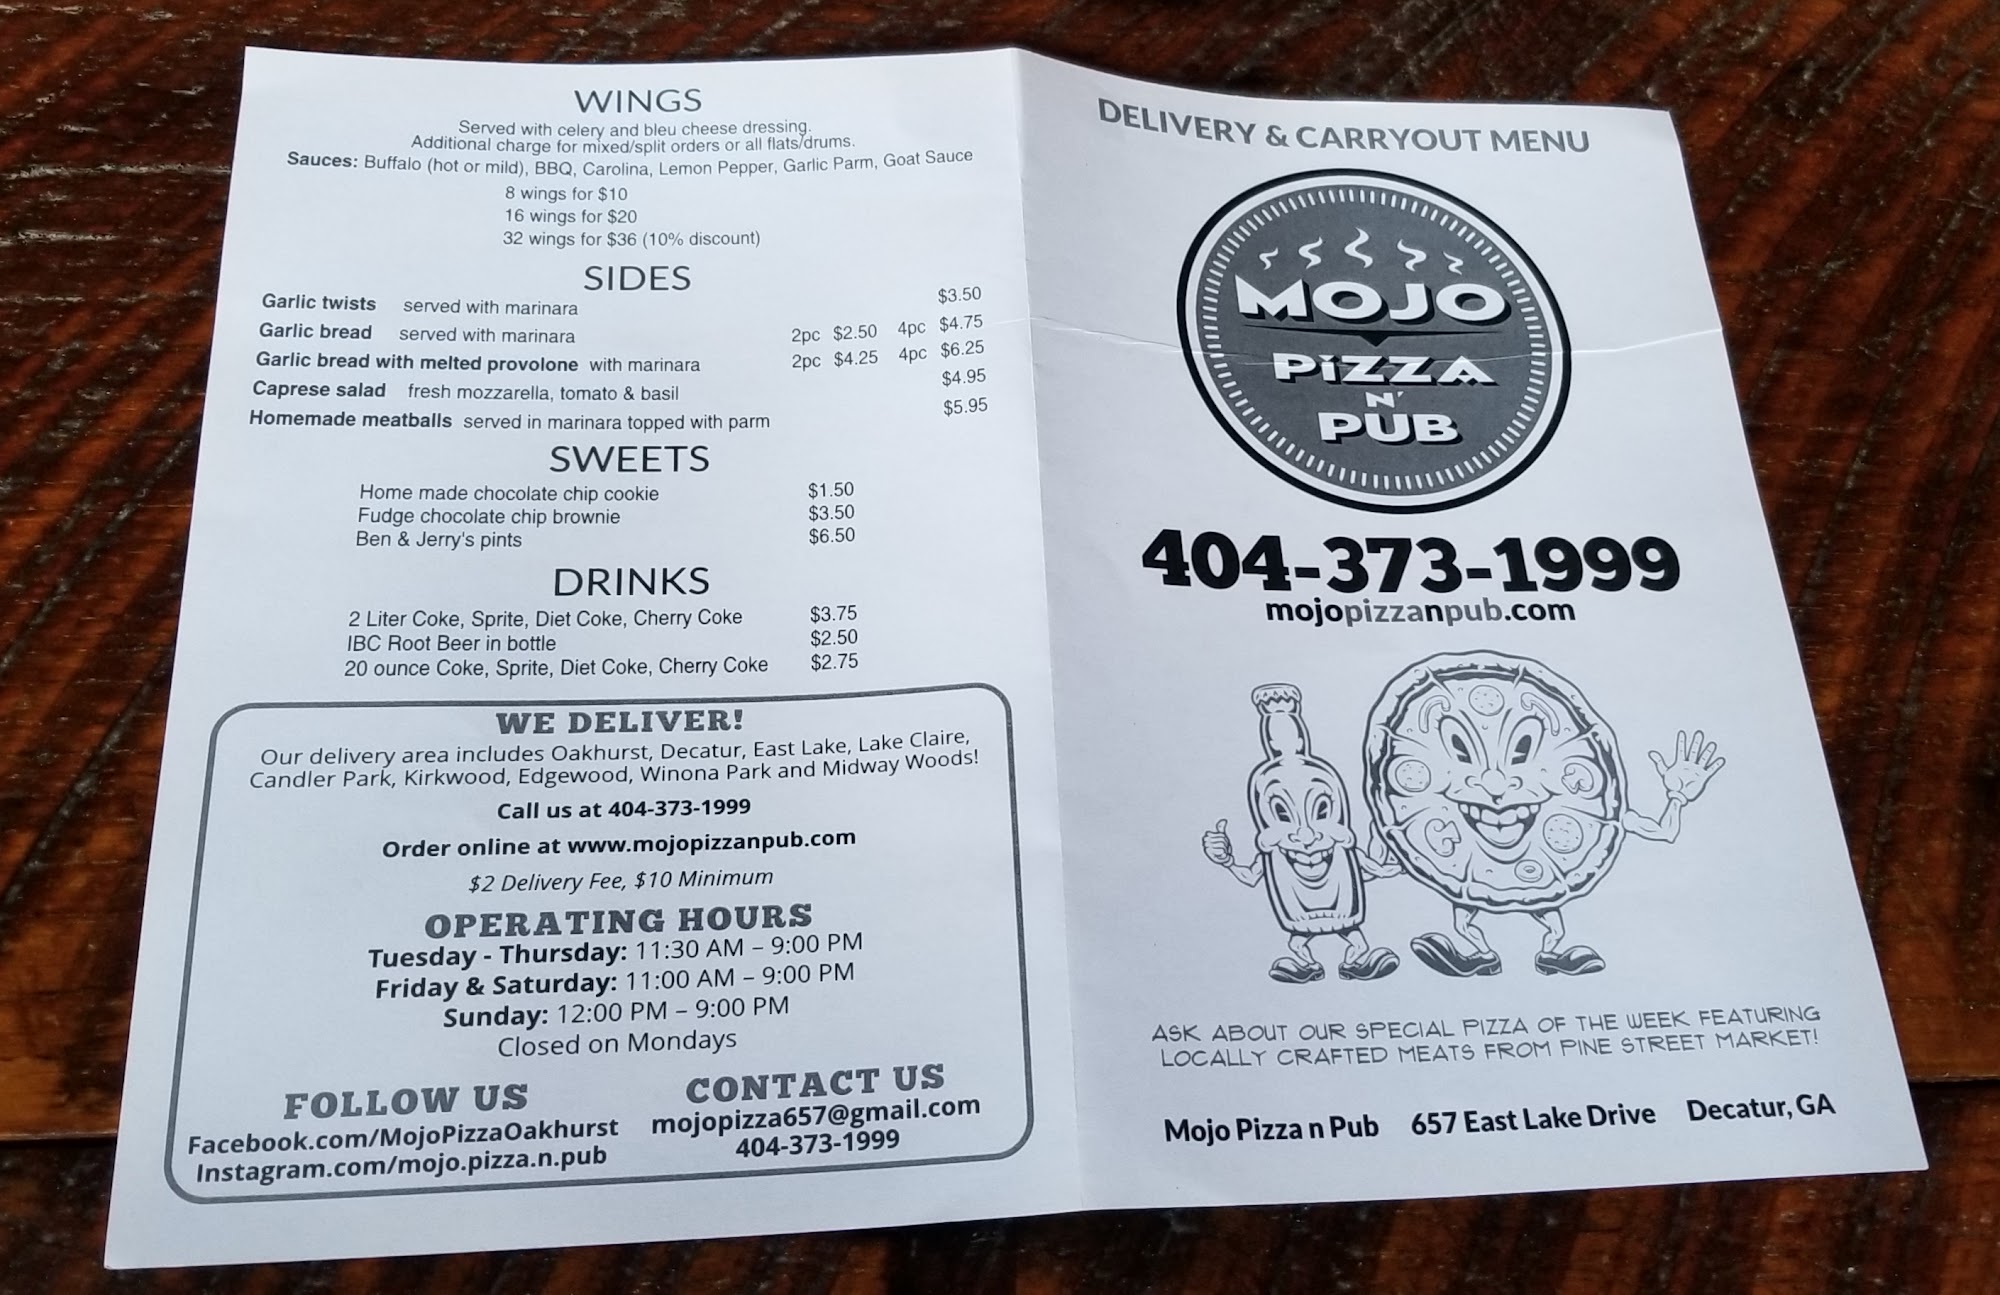 WINGS
Served with celery and bleu cheese dressing.
Additional charge for mixed/split orders or all flats/drums.
Sauces: Buffalo (hot or mild), BBQ, Carolina, Lemon Pepper, Garlic Parm, Goat Sauce
8 wings for $10
16 wings for $20
32 wings for $36 (10% discount)
SIDES
Garlic twists served with marinara $3.50
Garlic bread served with marinara 2pc $2.50 4pc $4.75
Garlic bread with melted provolone with marinara 2pc $4.25 4pc $6.25
Caprese salad fresh mozzarella, tomato & basil $4.95
Homemade meatballs served in marinara topped with parm $5.95
SWEETS
Home made chocolate chip cookie $1.50
Fudge chocolate chip brownie $3.50
Ben & Jerry's pints $6.50
DRINKS
2 Liter Coke, Sprite, Diet Coke, Cherry Coke $3.75
IBC Root Beer in bottle $2.50
20 ounce Coke, Sprite, Diet Coke, Cherry Coke $2.75
WE DELIVER!
Our delivery area includes Oakhurst, Decatur, East Lake, Lake Claire,
Candler Park, Kirkwood, Edgewood, Winona Park and Midway Woods!
Call us at 404-373-1999
Order online at www.mojopizzanpub.com
$2 Delivery Fee, $10 Minimum
OPERATING HOURS
Tuesday - Thursday: 11:30 AM – 9:00 PM
Friday & Saturday: 11:00 AM – 9:00 PM
Sunday: 12:00 PM – 9:00 PM
Closed on Mondays
FOLLOW US
Facebook.com/MojoPizzaOakhurst
Instagram.com/mojo.pizza.n.pub
CONTACT US
mojopizza657@gmail.com
404-373-1999
DELIVERY & CARRYOUT MENU
MOJO
PiZZA
N'
PUB
404-373-1999
mojopizzanpub.com
ASK ABOUT OUR SPECIAL PIZZA OF THE WEEK FEATURING
LOCALLY CRAFTED MEATS FROM PINE STREET MARKET!
Mojo Pizza n Pub 657 East Lake Drive Decatur, GA